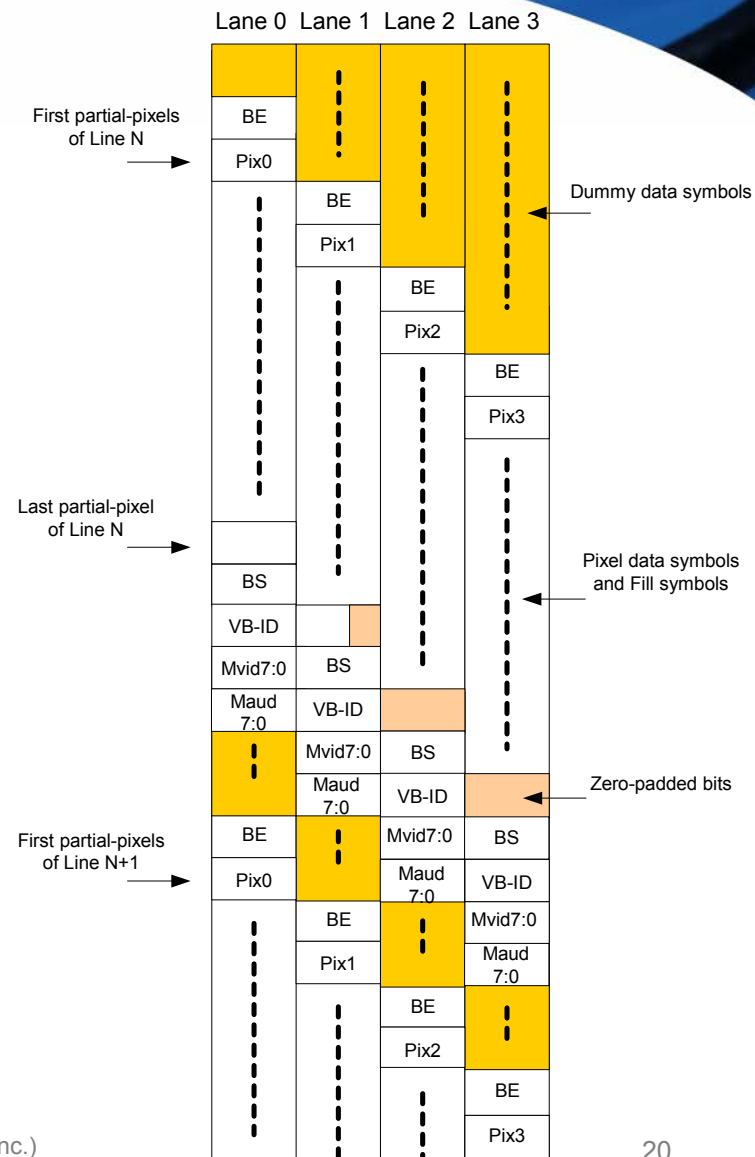 Lane 0 Lane 1 Lane 2 Lane 3
First partial-pixels
of Line N
BE
Pix0
Dummy data symbols
BE
Pix1
BE
Pix2
BE
Pix3
Last partial-pixel
of Line N
Pixel data symbols
and Fill symbols
BS
VB-ID
Mvid7:0 BS
Maud
7:0
VB-ID
Mvid7:0 BS
Maud
7:0
VB-ID
Zero-padded bits
First partial-pixels
of Line N+1
BE
Mvid7:0 BS
Pix0
Maud
7:0
VB-ID
BE
Mvid7:0
Pix1
Maud
7:0
BE
Pix2
BE
Pix3
nc.)
20